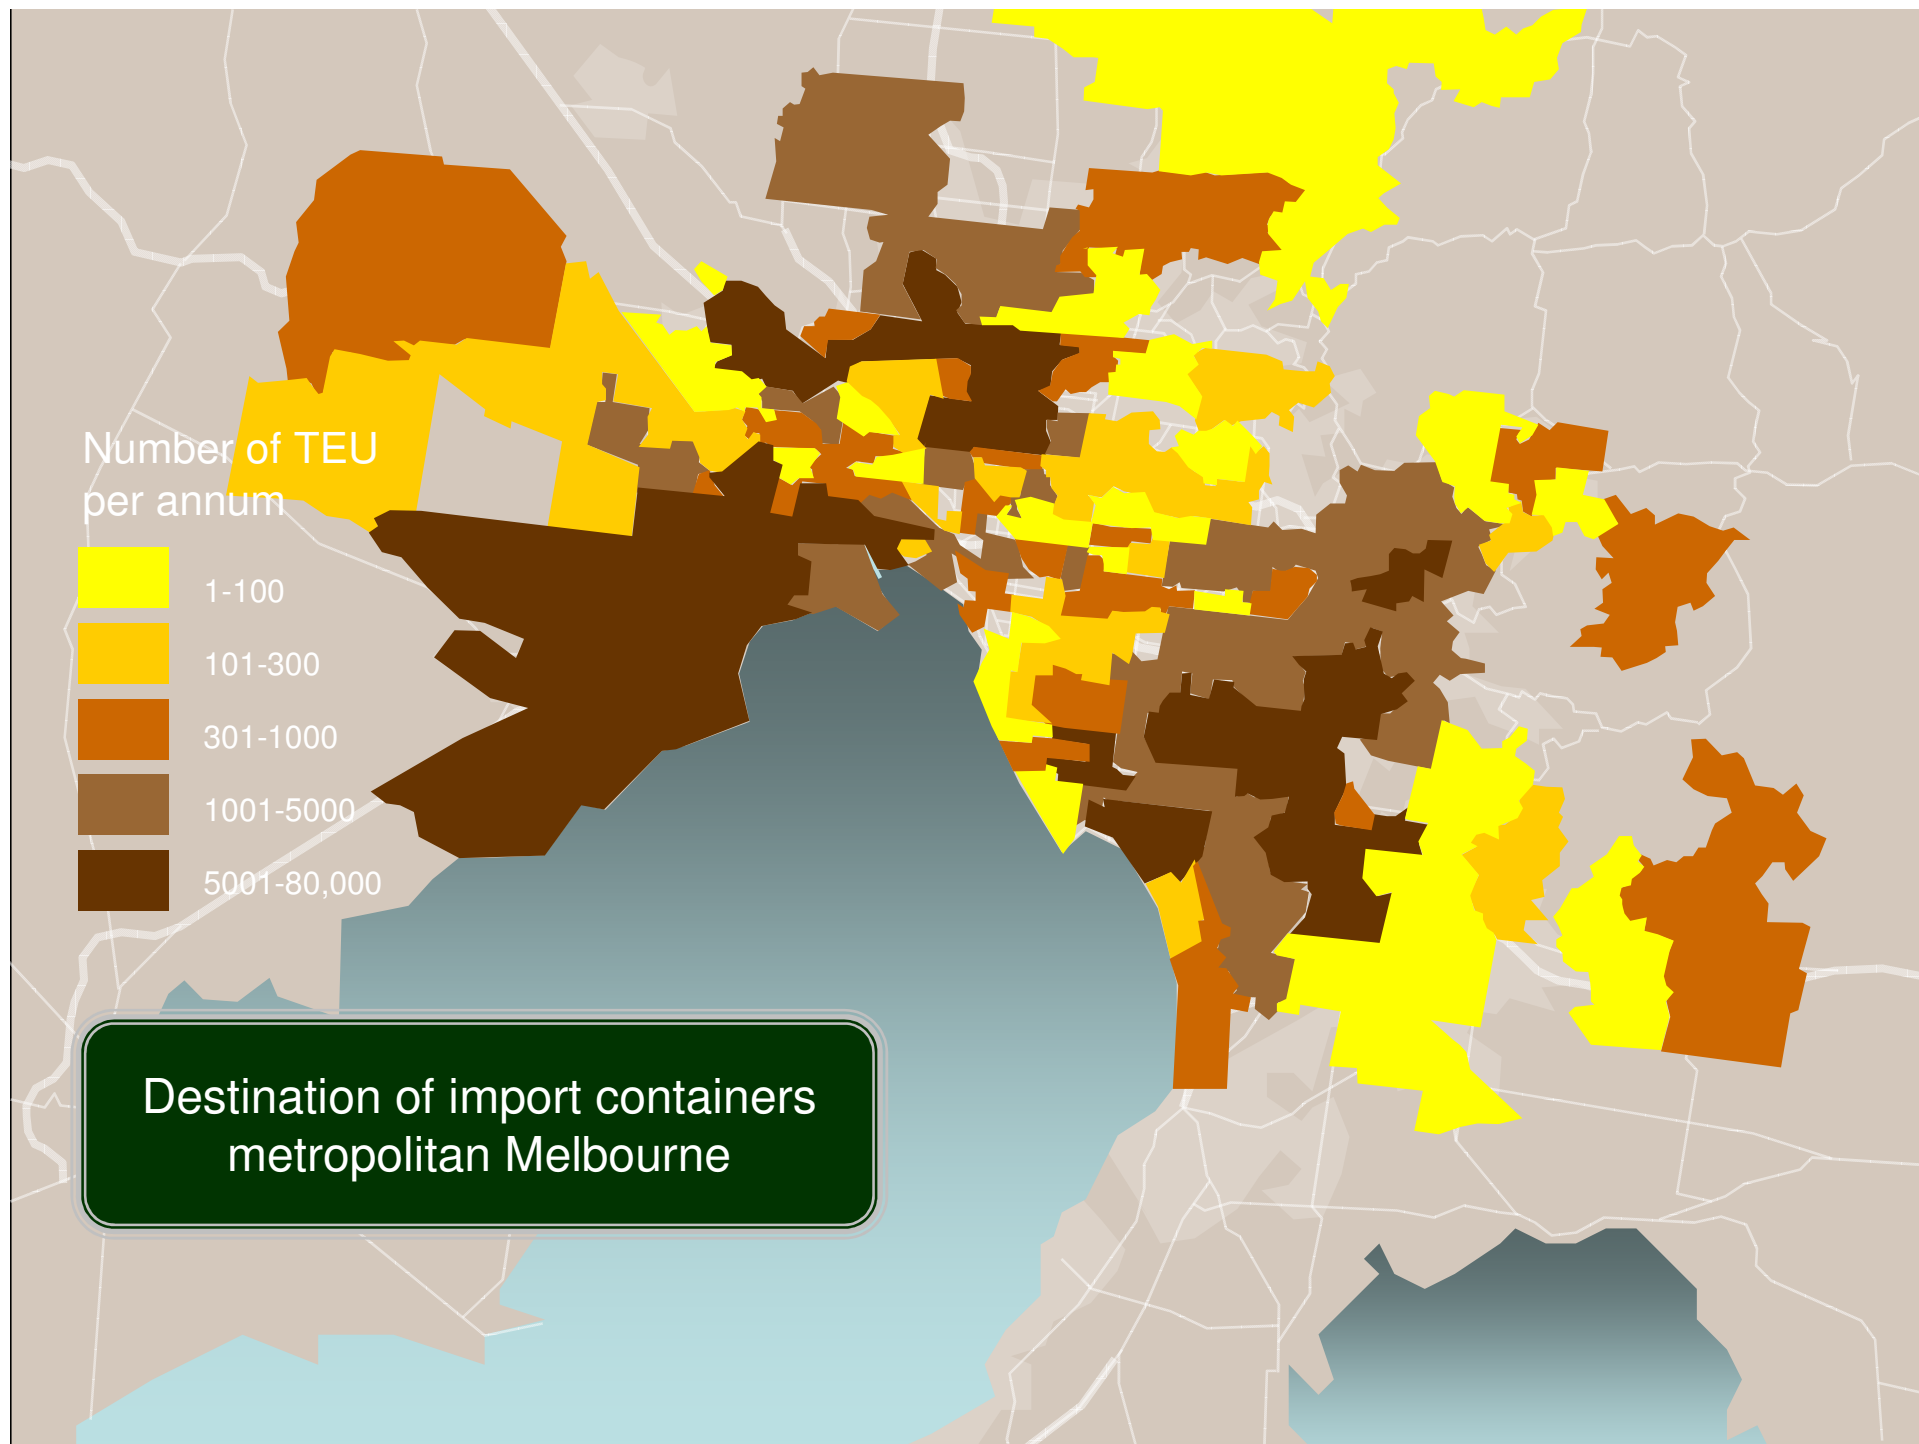 Number of TEU
per annum
1-100
101-300
301-1000
1001-5000
5001-80,000
Destination of import containers
metropolitan Melbourne